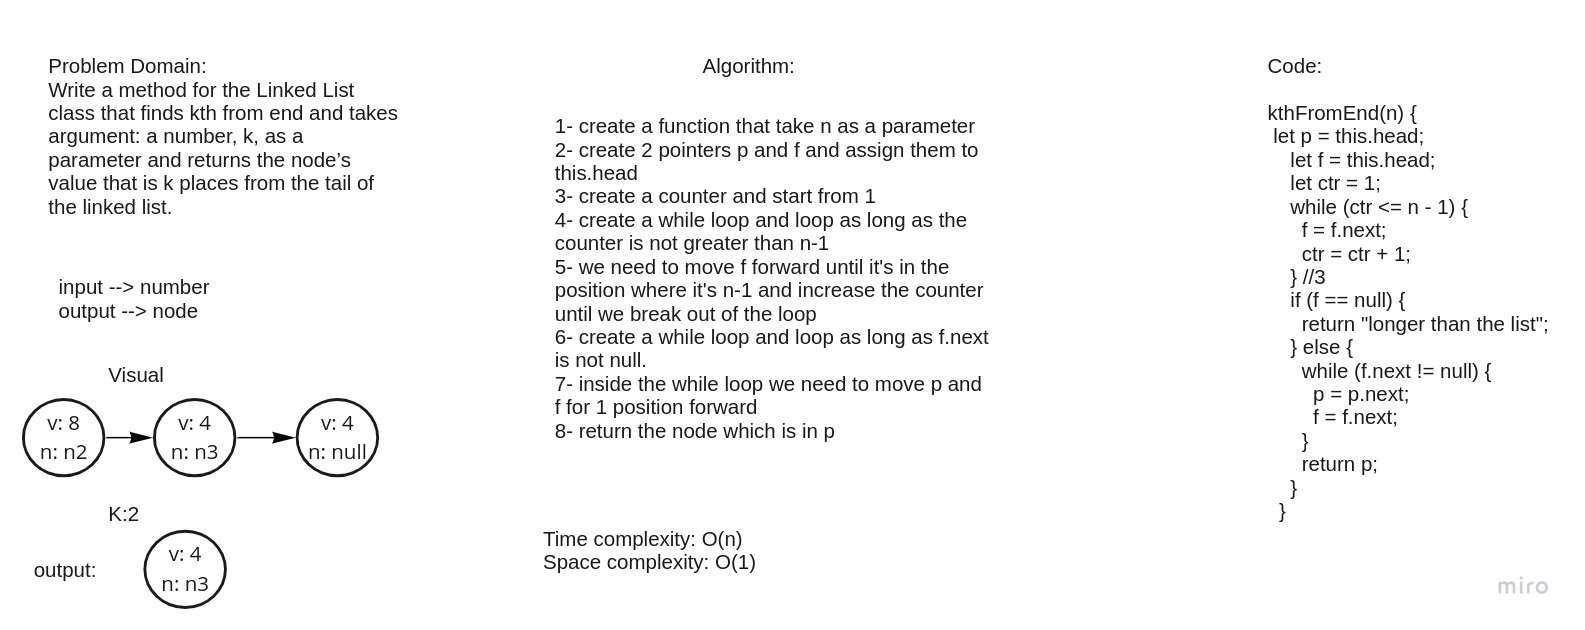 Problem Domain:
Write a method for the Linked List
class that finds kth from end and takes
argument: a number, k, as a
parameter and returns the node’s
value that is k places from the tail of
the linked list.
input --> number
output --> node
Visual
v: 8
n: n2
v: 4
n: n3
v: 4
n: null
K:2
output:
v: 4
n: n3
Algorithm:
1- create a function that take n as a parameter
2- create 2 pointers p and f and assign them to
this.head
3- create a counter and start from 1
4- create a while loop and loop as long as the
counter is not greater than n-1
5- we need to move f forward until it's in the
position where it's n-1 and increase the counter
until we break out of the loop
6- create a while loop and loop as long as f.next
is not null.
7- inside the while loop we need to move p and
f for 1 position forward
8- return the node which is in p
Time complexity: O(n)
Space complexity: O(1)
Code:
kthFromEnd(n) {
let p = this.head;
let f = this.head;
let ctr = 1;
while (ctr <= n - 1) {
f = f.next;
ctr = ctr + 1;
} //3
if (f == null) {
return "longer than the list";
} else {
while (f.next != null) {
p = p.next;
f = f.next;
}
return p;
}
}
miro